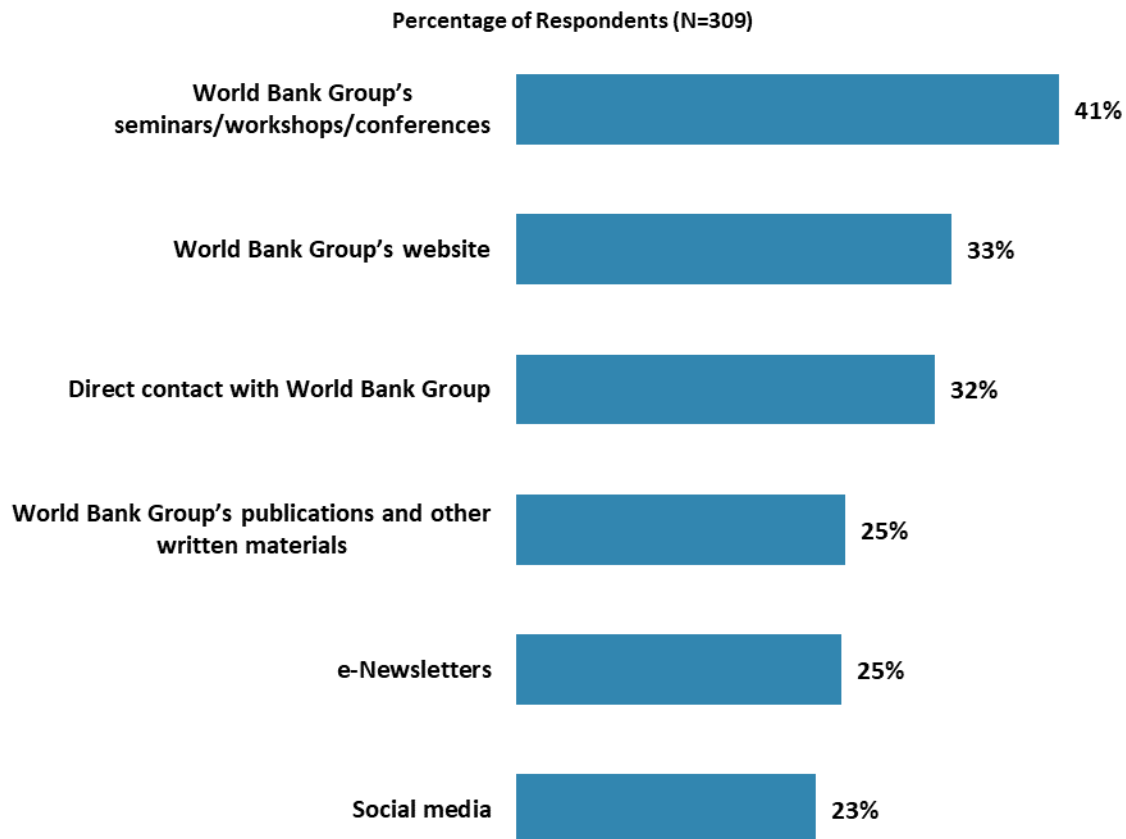 Percentage of Respondents (N=309)
World Bank Group’s
seminars/workshops/conferences
41%
World Bank Group’s website
33%
Direct contact with World Bank Group
32%
World Bank Group’s publications and other
written materials
25%
e-Newsletters
25%
Social media
23%